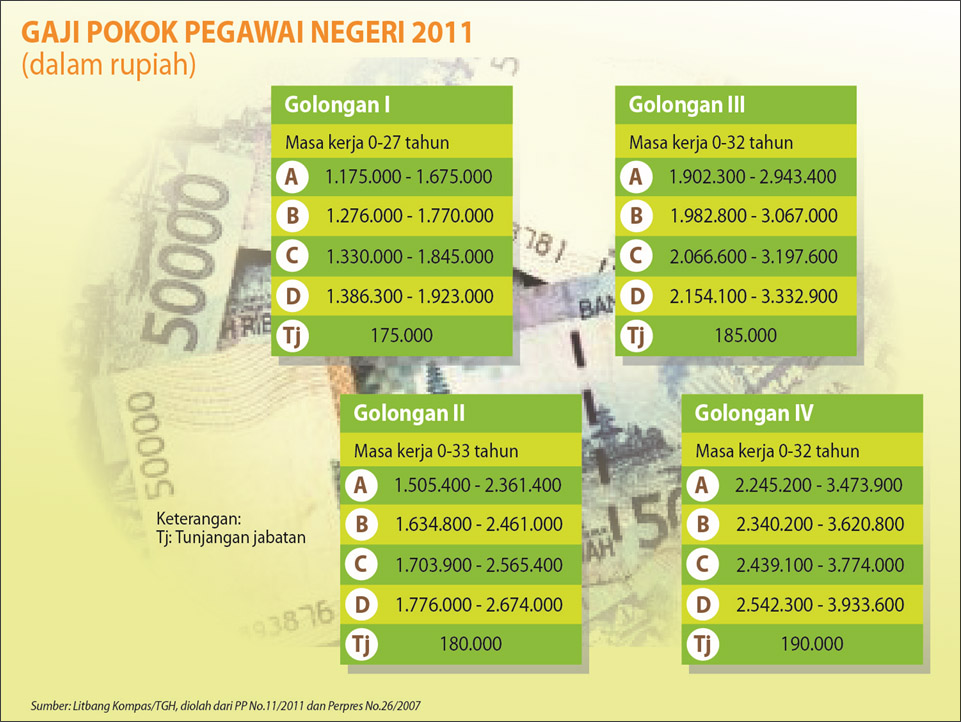 GAJI POKOK PEGAWAI NEGERI 2011
(dalam rupiah)
Golongan I
Masa kerja 0-27 tahun
A 1.175.000 - 1.675.000
B 1.276.000 - 1.770.000
C 1.330.000 - 1.845.000
D 1.386.300 - 1.923.000
Tj 175.000
Golongan III
Masa kerja 0-32 tahun
A 1.902.300 - 2.943.400
B 1.982.800 - 3.067.000
C 2.066.600 - 3.197.600
D 2.154.100 - 3.332.900
Tj 185.000
Golongan II
Masa kerja 0-33 tahun
A 1.505.400 - 2.361.400
B 1.634.800 - 2.461.000
C 1.703.900 - 2.565.400
D 1.776.000 - 2.674.000
Tj 180.000
Golongan IV
Masa kerja 0-32 tahun
A 2.245.200 - 3.473.900
B 2.340.200 - 3.620.800
C 2.439.100 - 3.774.000
D 2.542.300 - 3.933.600
Tj 190.000
Keterangan:
Tj: Tunjangan jabatan
50000
50000
Sumber: Litbang Kompas/TGH, diolah dari PP No.11/2011 dan Perpres No.26/2007